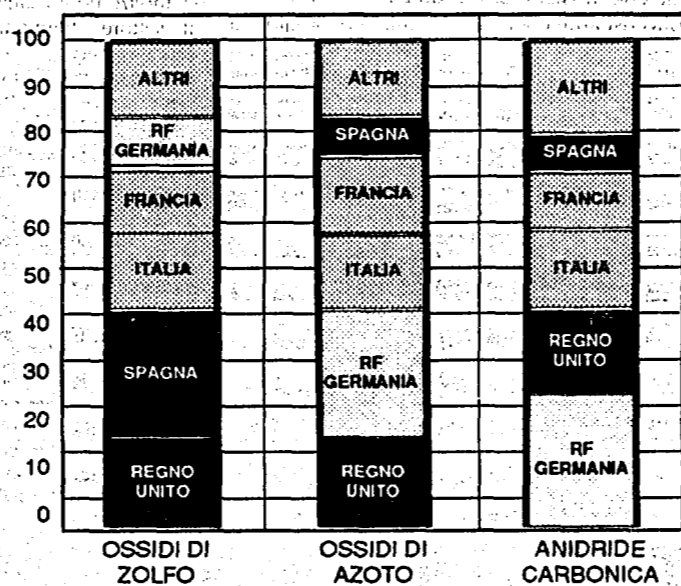 100
90
80
70
60
50
40
30
20
10
0
ALTRI
RF
GERMANIA
FRANCIA
ITALIA
SPAGNA
REGNO
UNITO
ALTRI
SPAGNA
FRANCIA
ITALIA
RF
GERMANIA
REGNO
UNITO
ALTRI
SPAGNA
FRANCIA
ITALIA
REGNO
UNITO
RF
GERMANIA
OSSIDI DI
ZOLFO
OSSIDI DI
AZOTO
ANIDRIDE
CARBONICA